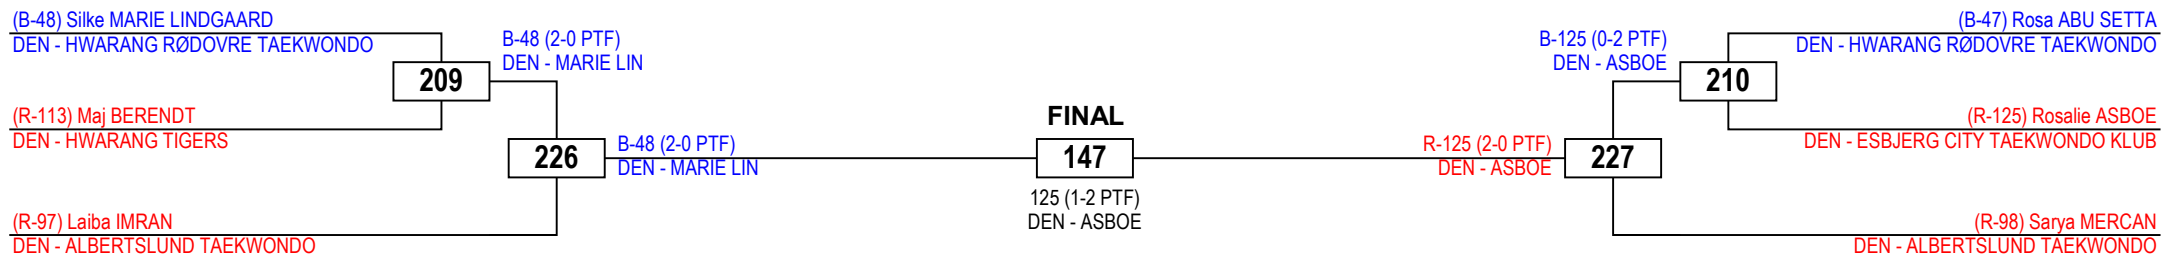 (B-48) Silke MARIE LINDGAARD
DEN - HWARANG RØDOVRE TAEKWONDO
B-48 (2-0 PTF)
DEN - MARIE LIN
209
(R-113) Maj BERENDT
DEN - HWARANG TIGERS
226
B-48 (2-0 PTF)
DEN - MARIE LIN
(R-97) Laiba IMRAN
DEN - ALBERTSLUND TAEKWONDO
FINAL
147
125 (1-2 PTF)
DEN - ASBOE
(B-47) Rosa ABU SETTA
DEN - HWARANG RØDOVRE TAEKWONDO
B-125 (0-2 PTF)
DEN - ASBOE
210
(R-125) Rosalie ASBOE
DEN - ESBJERG CITY TAEKWONDO KLUB
R-125 (2-0 PTF)
DEN - ASBOE
227
(R-98) Sarya MERCAN
DEN - ALBERTSLUND TAEKWONDO